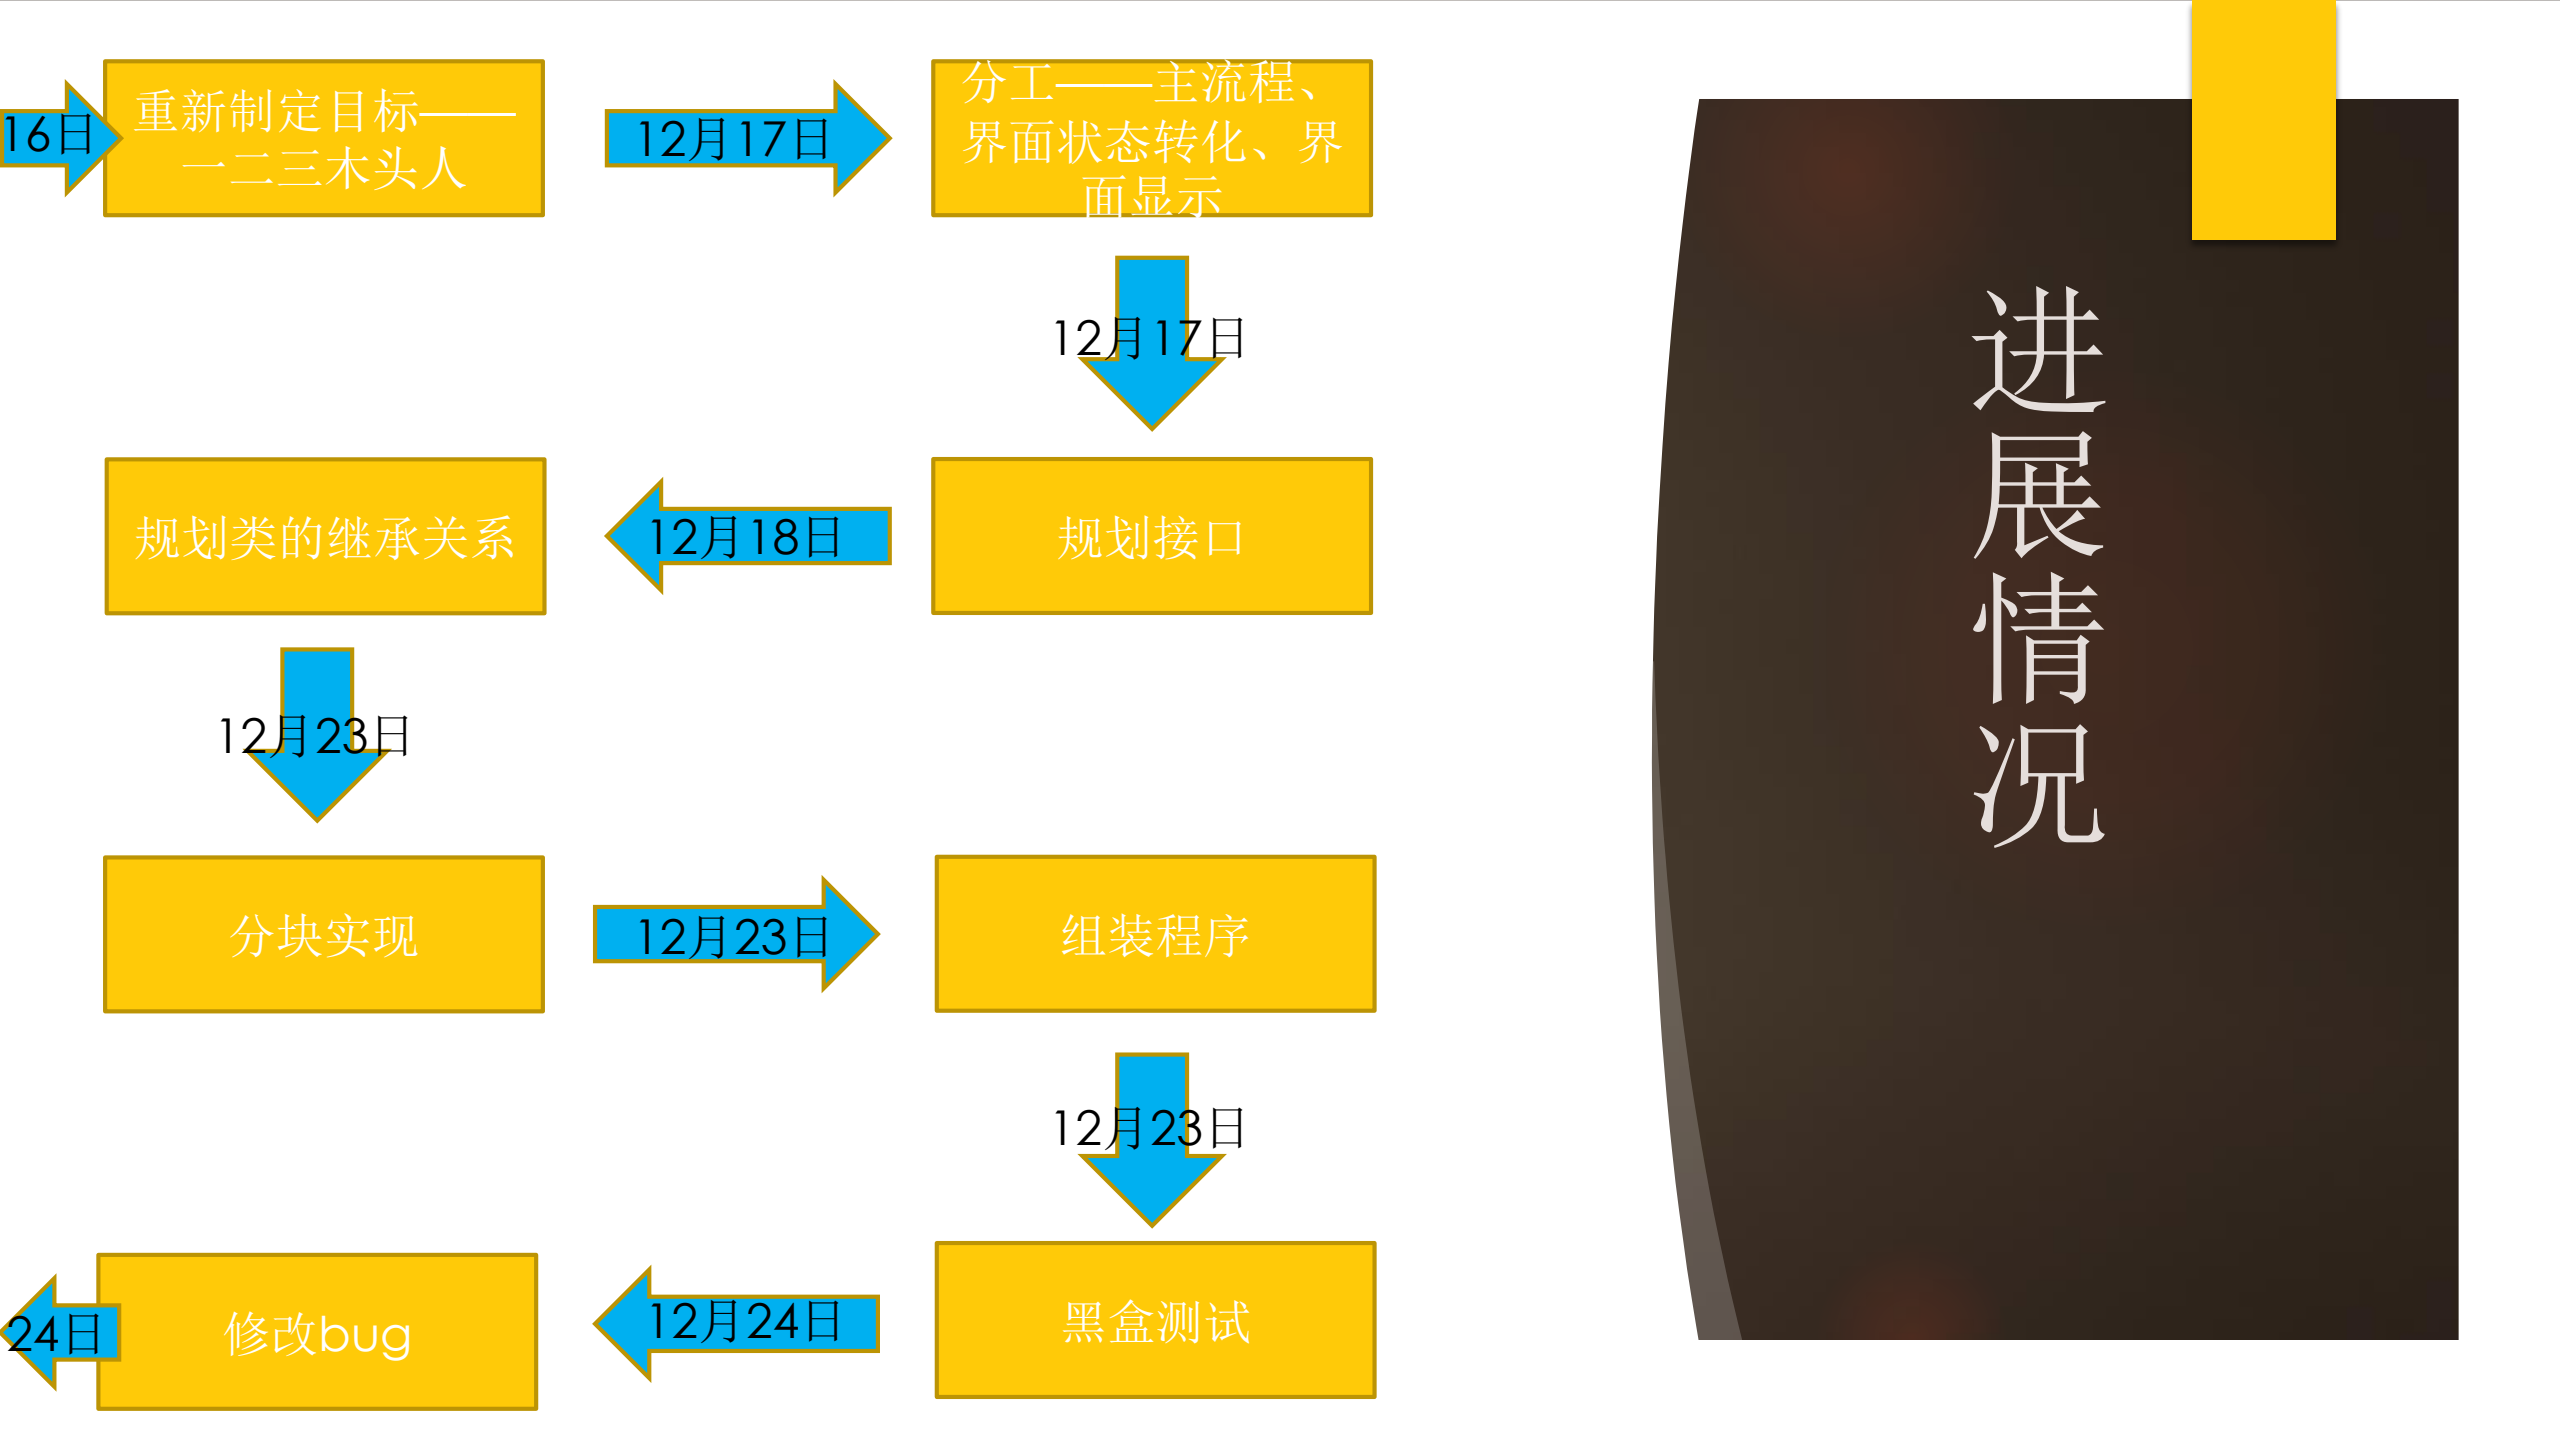 16日
重新制定目标——
一二三木头人
12月17日
分工——主流程、
界面状态转化、界
面显示
12月17日
规划接口
12月18日
规划类的继承关系
12月23日
分块实现
12月23日
组装程序
12月23日
黑盒测试
12月24日
修改bug
24日
进展情况